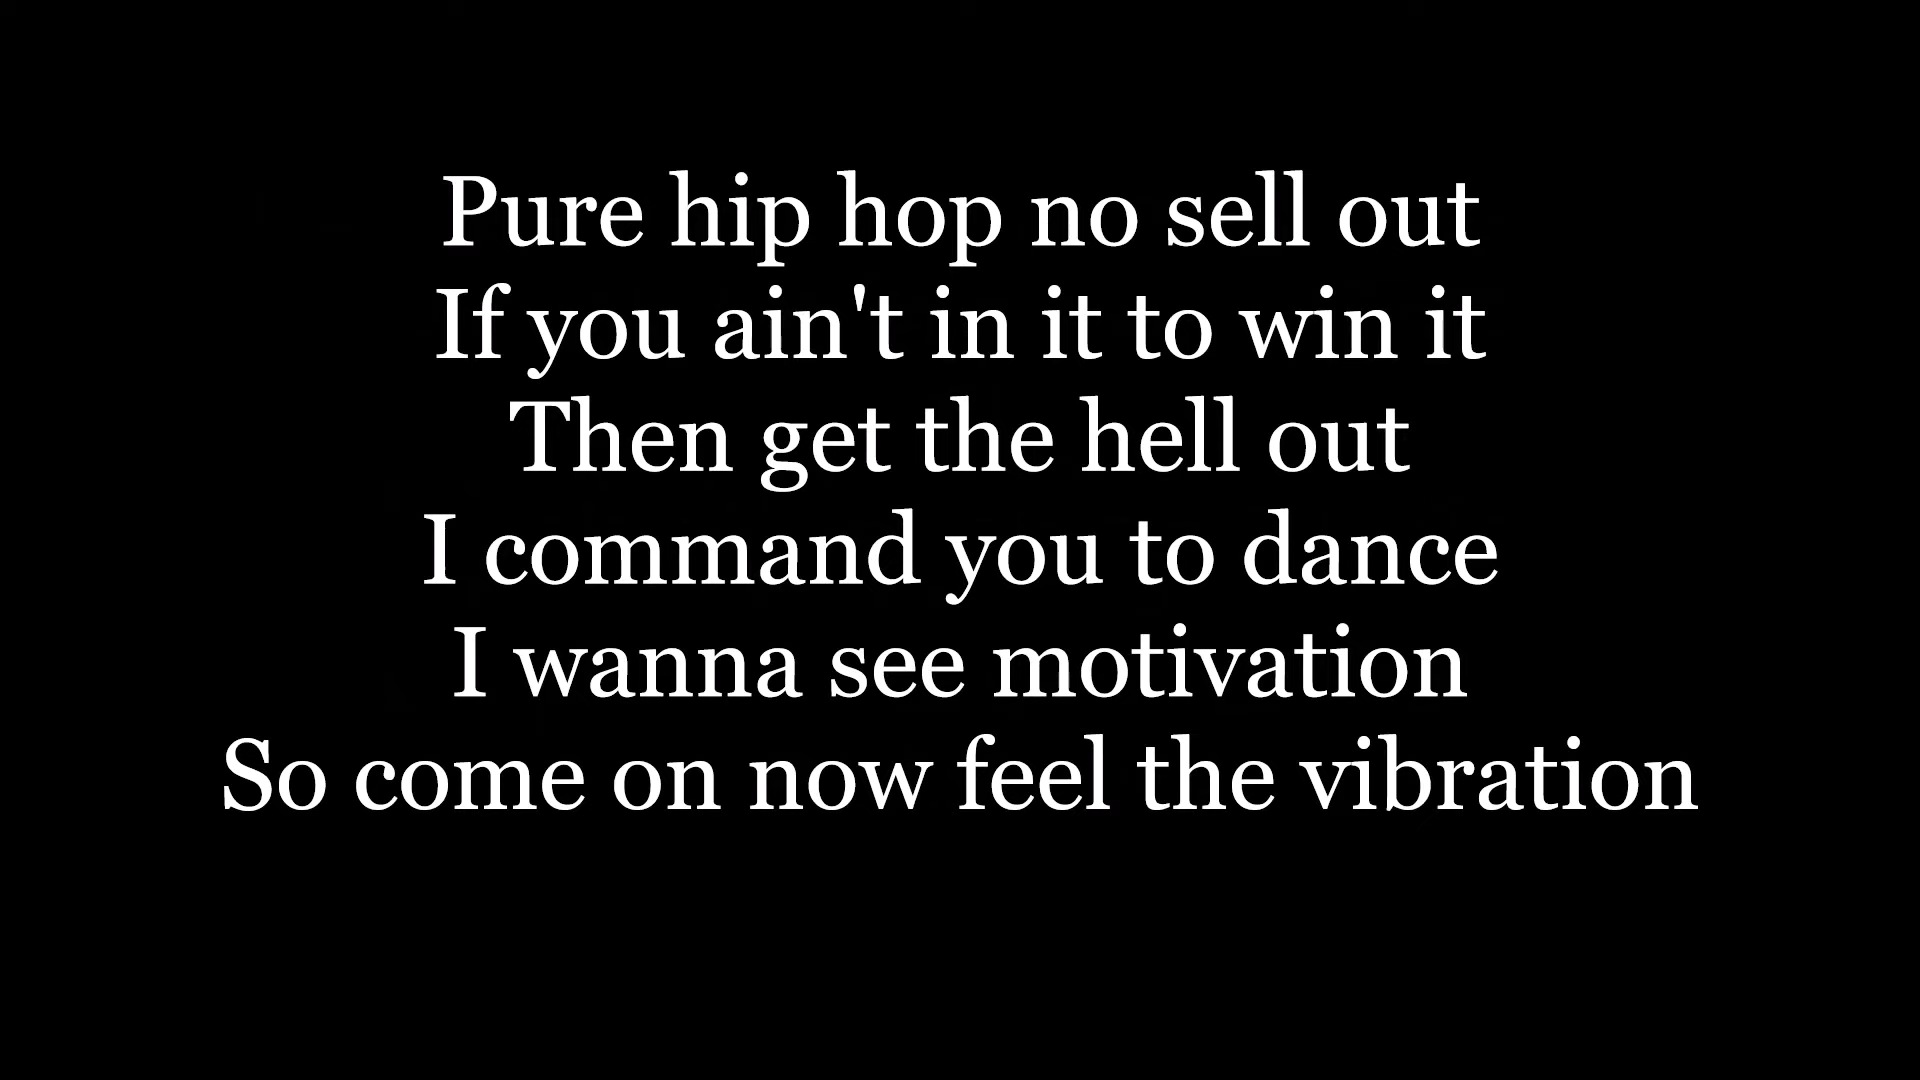 Pure hip hop no sell out
If you ain't in it to win it
Then get the hell out
I command you to dance
I wanna see motivation
So come on now feel the vibration